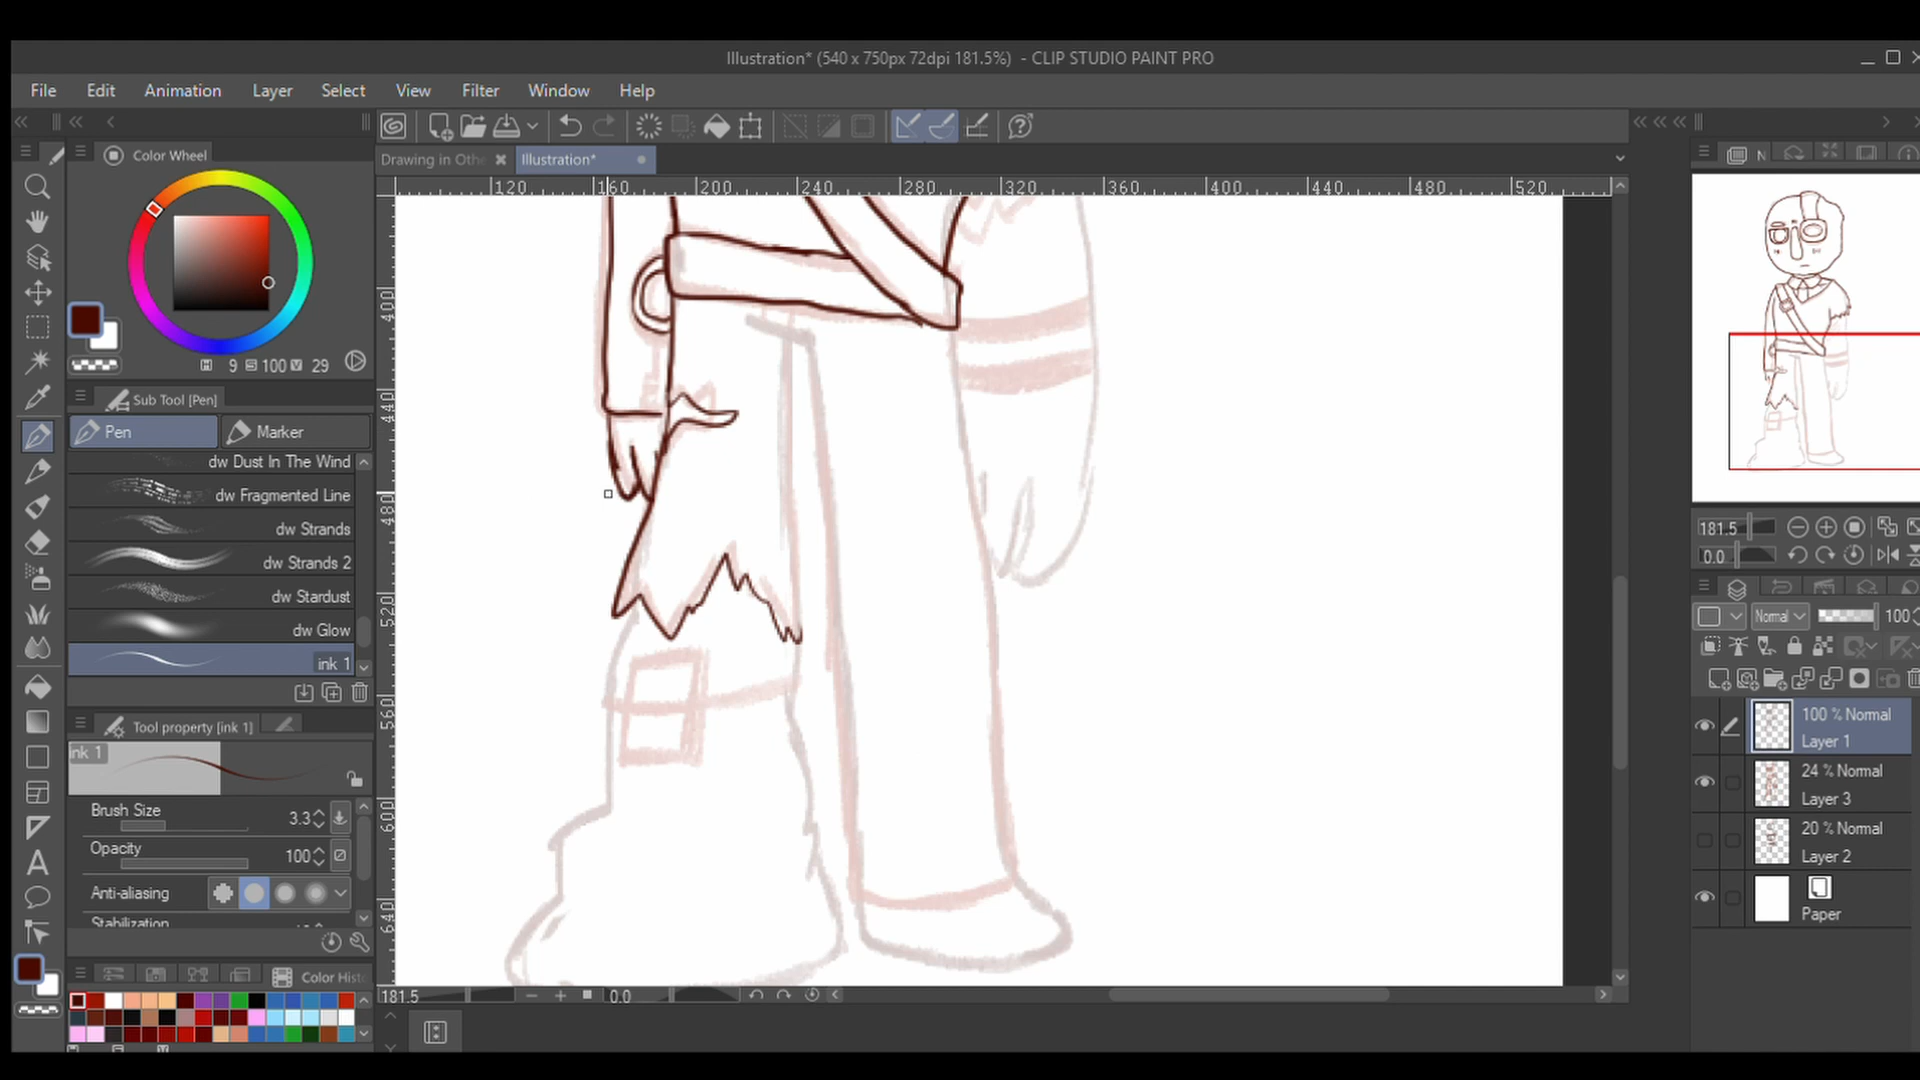 Illustration* (540 x 750px 72dpi 181.5%) - CLIP STUDIO PAINT PRO
File Edit Animation Layer Select View Filter Window Help
Color Wheel
Drawing in Othe
Illustration*
120 160 200 240 280 320 360 400 440 480 520
400
440
480
520
560
600
640
H 9 S 100 V 29
Sub Tool [Pen]
Pen
Marker
dw Dust In The Wind
dw Fragmented Line
dw Strands
dw Strands 2
dw Stardust
dw Glow
ink 1
Tool property [ink 1]
ink 1
Brush Size 3.3
Opacity 100
Anti-aliasing
Stabilization
Color Hist
181.5
0.0
N
181.5
0.0
Normal 100
100 % Normal
Layer 1
24 % Normal
Layer 3
20 % Normal
Layer 2
Paper